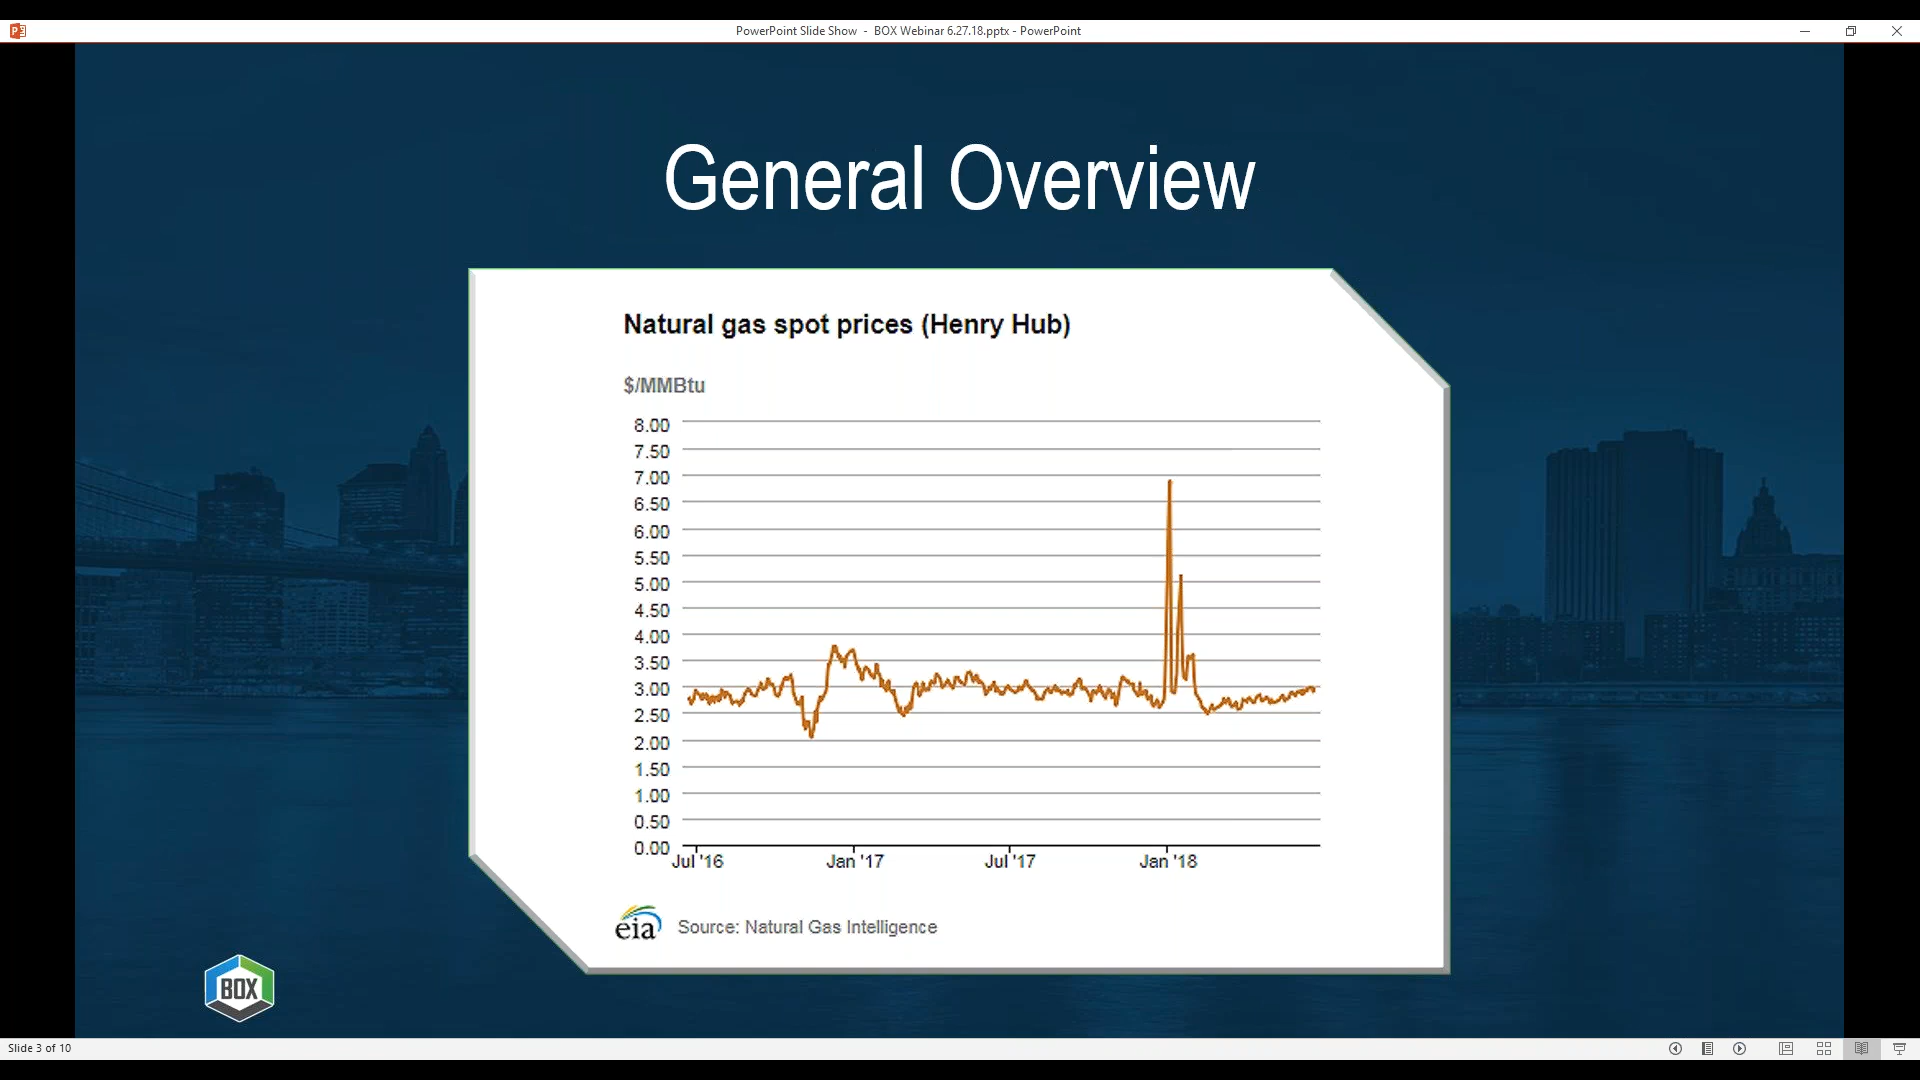 PowerPoint Slide Show - BOX Webinar 6.27.18.pptx - PowerPoint
General Overview
Natural gas spot prices (Henry Hub)
$/MMBtu
8.00
7.50
7.00
6.50
6.00
5.50
5.00
4.50
4.00
3.50
3.00
2.50
2.00
1.50
1.00
0.50
0.00
Jul '16 Jan '17 Jul '17 Jan '18
eia Source: Natural Gas Intelligence
BOX
Slide 3 of 10